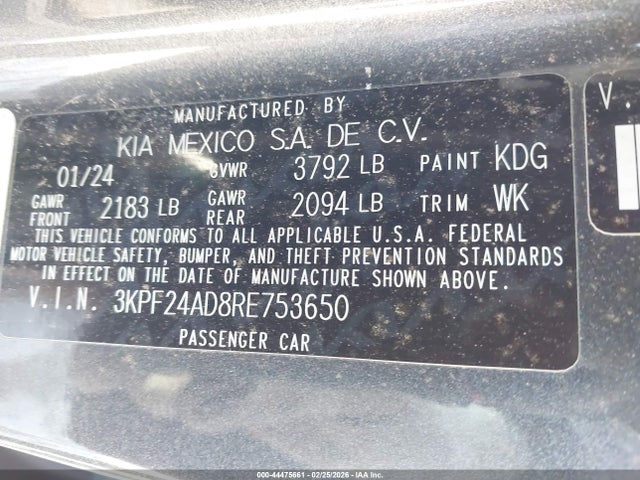 MANUFACTURED BY
KIA MEXICO S.A. DE C.V.
01/24 GVWR 3792 LB PAINT KDG
GAWR FRONT 2183 LB GAWR REAR 2094 LB TRIM WK
THIS VEHICLE CONFORMS TO ALL APPLICABLE U.S.A. FEDERAL
MOTOR VEHICLE SAFETY, BUMPER, AND THEFT PREVENTION STANDARDS
IN EFFECT ON THE DATE OF MANUFACTURE SHOWN ABOVE.
V.I.N. 3KPF24AD8RE753650
PASSENGER CAR
V.
000-44475661 - 02/25/2026 - IAA Inc.